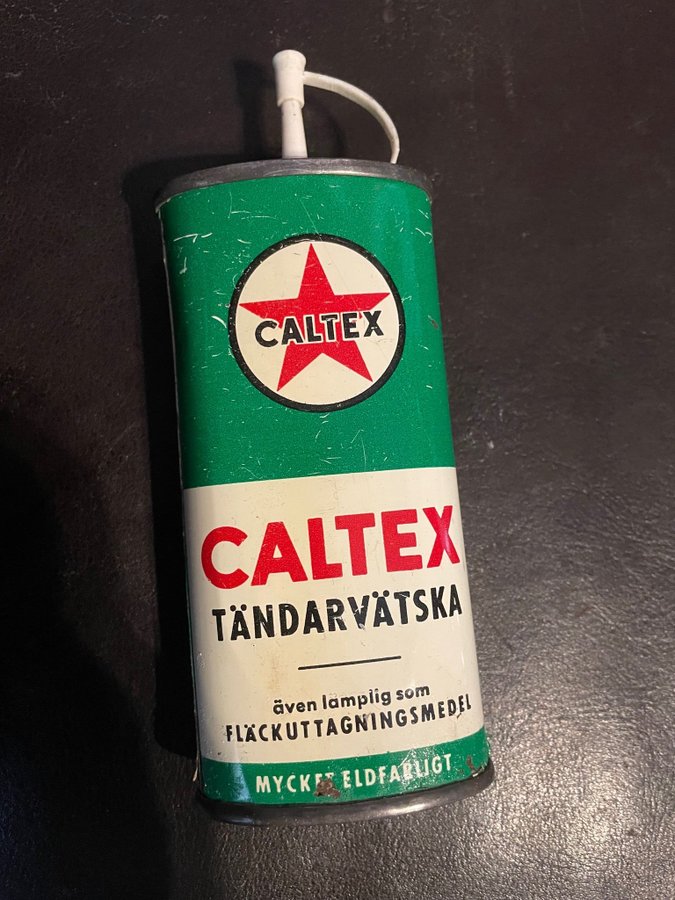 CALTEX
CALTEX
TÄNDARVÄTSKA
även lämplig som
FLÄCKUTTAGNINGSMEDEL
MYCKET ELDFARLIGT